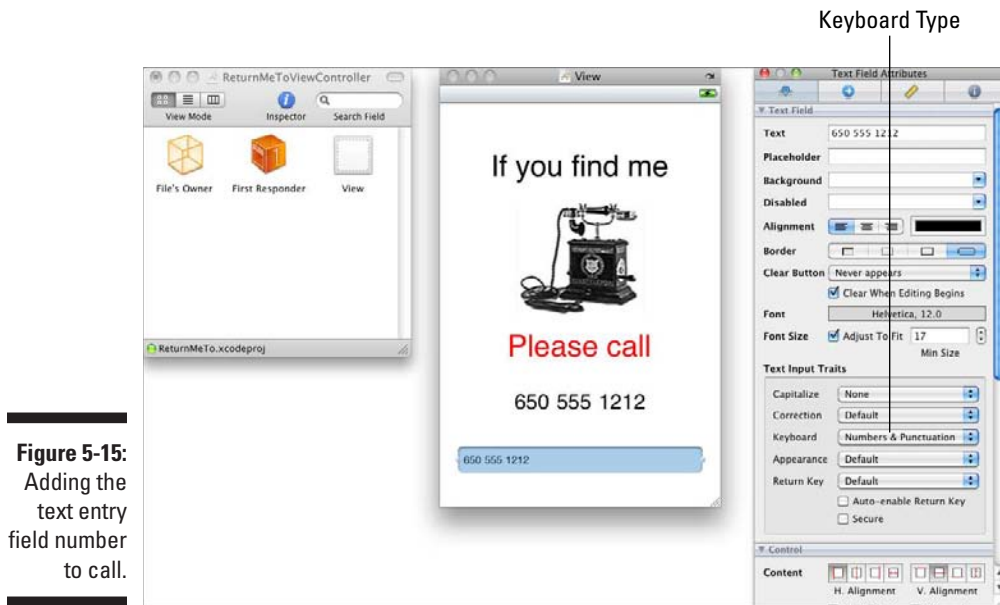 Keyboard Type
ReturnMeToViewController
View Mode
Inspector
Search Field
File's Owner
First Responder
View
ReturnMeTo.xcodeproj
View
If you find me
Please call
650 555 1212
650 555 1212
Text Field Attributes
Text Field
Text 650 555 1212
Placeholder
Background
Disabled
Alignment
Border
Clear Button Never appears
Clear When Editing Begins
Font Helvetica, 12.0
Font Size Adjust To Fit 17
Min Size
Text Input Traits
Capitalize None
Correction Default
Keyboard Numbers & Punctuation
Appearance Default
Return Key Default
Auto-enable Return Key
Secure
Control
Content
H. Alignment V. Alignment
Figure 5-15:
Adding the
text entry
field number
to call.